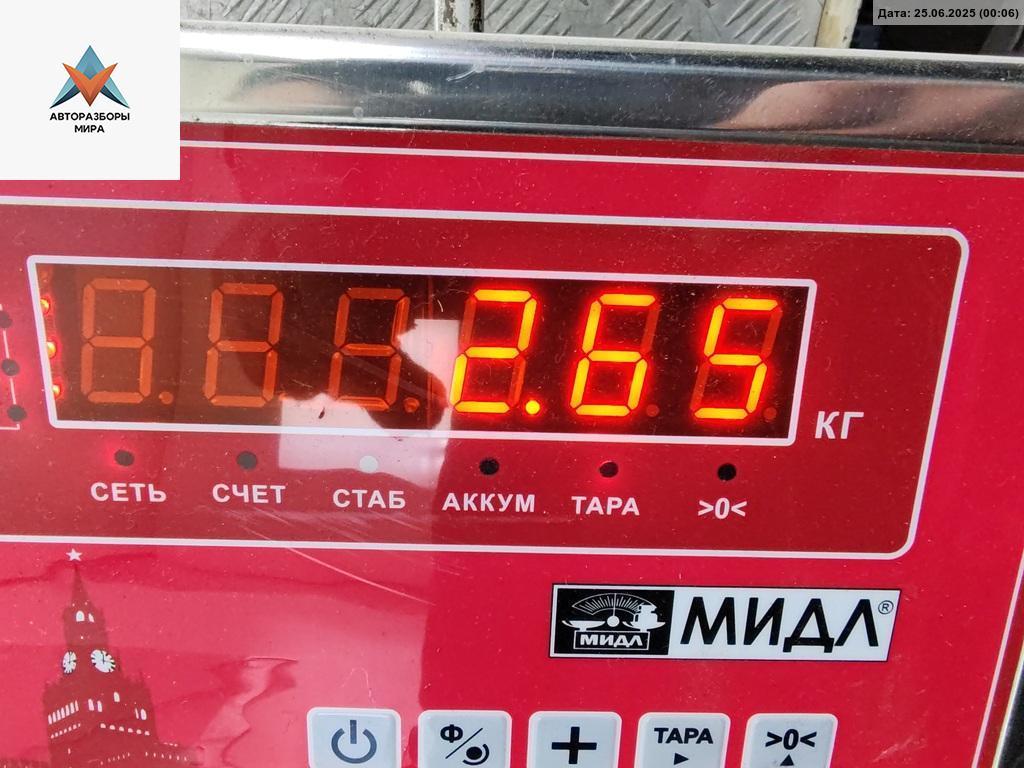 Дата: 25.06.2025 (00:06)
АВТОРАЗБОРЫ
МИРА
2.65
КГ
СЕТЬ СЧЕТ СТАБ АККУМ ТАРА >0<
МИДЛ МИДЛ®
Ф/ + ТАРА >0<